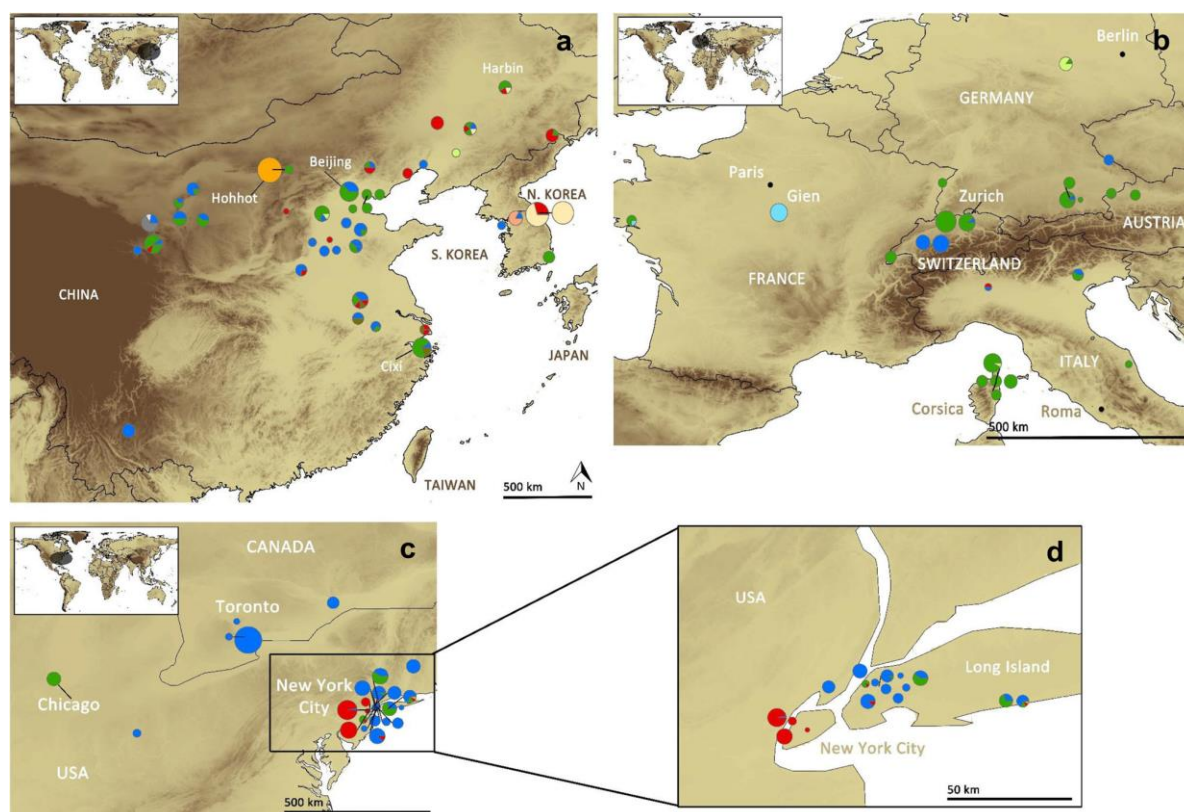 a
Harbin
Beijing
Hohhot
N. KOREA
S. KOREA
CHINA
JAPAN
Cixi
TAIWAN
500 km
N
b
Berlin
GERMANY
Paris
Gien
Zurich
AUSTRIA
SWITZERLAND
FRANCE
ITALY
Corsica
Roma
500 km
c
CANADA
Toronto
New York
City
Chicago
USA
500 km
d
USA
Long Island
New York City
50 km